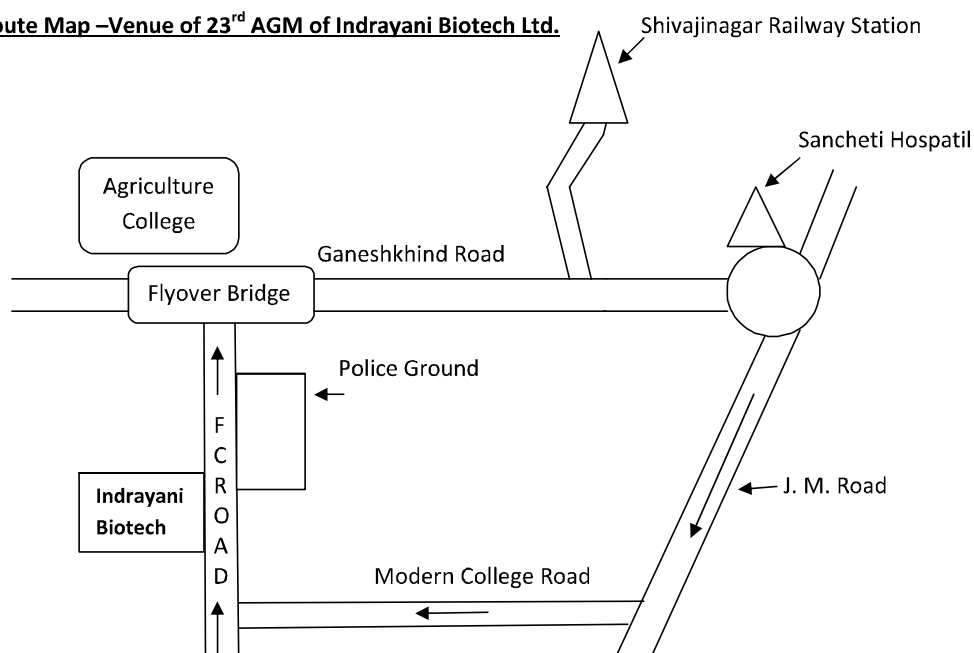 oute Map –Venue of 23rd AGM of Indrayani Biotech Ltd.
Shivajinagar Railway Station
Sancheti Hospatil
Agriculture
College
Ganeshkhind Road
Flyover Bridge
Police Ground
FCROAD
Indrayani
Biotech
J. M. Road
Modern College Road